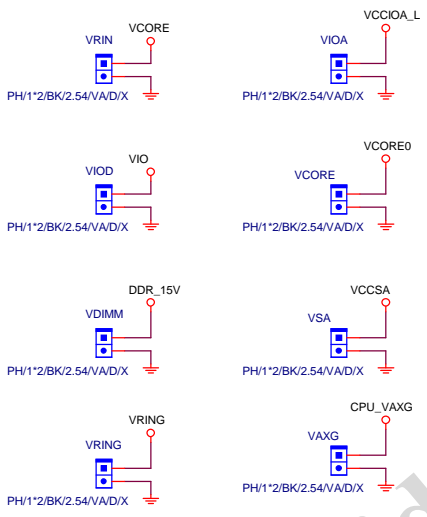 VCORE
VRIN
PH/1*2/BK/2.54/VA/D/X
VCCIOA_L
VIOA
PH/1*2/BK/2.54/VA/D/X
VIO
VIOD
PH/1*2/BK/2.54/VA/D/X
VCORE0
VCORE
PH/1*2/BK/2.54/VA/D/X
DDR_15V
VDIMM
PH/1*2/BK/2.54/VA/D/X
VCCSA
VSA
PH/1*2/BK/2.54/VA/D/X
VRING
VRING
PH/1*2/BK/2.54/VA/D/X
CPU_VAXG
VAXG
PH/1*2/BK/2.54/VA/D/X